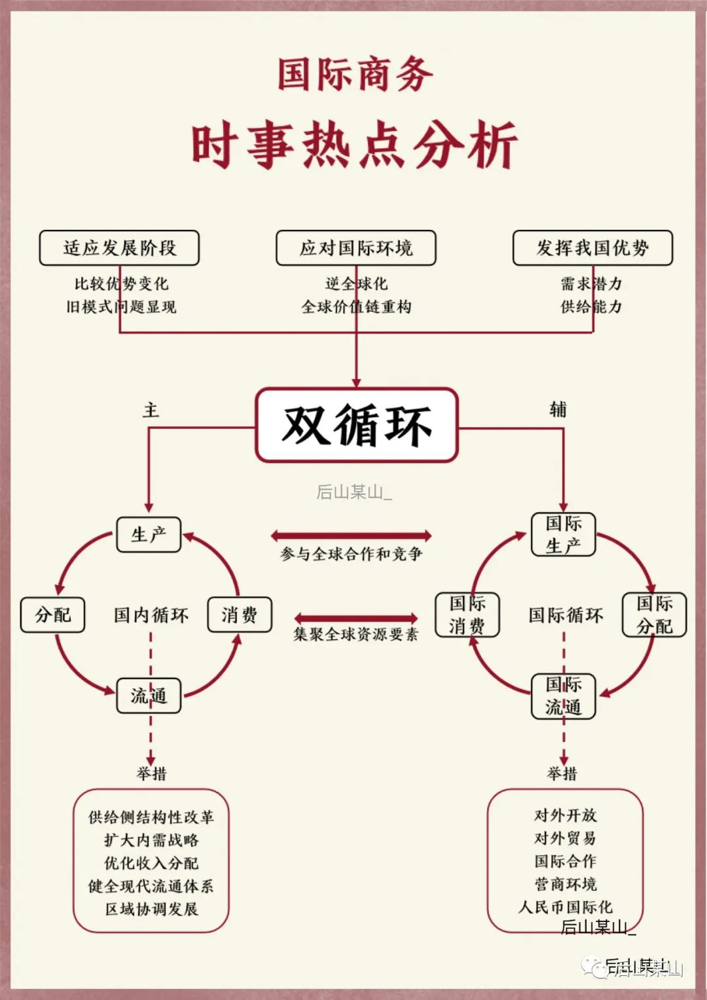 国际商务
时事热点分析
适应发展阶段
比较优势变化
旧模式问题显现
应对国际环境
逆全球化
全球价值链重构
发挥我国优势
需求潜力
供给能力
双循环
主
辅
后山某山_
生产
分配
国内循环
消费
流通
参与全球合作和竞争
集聚全球资源要素
国际
生产
国际
消费
国际循环
国际
分配
国际
流通
举措
供给侧结构性改革
扩大内需战略
优化收入分配
健全现代流通体系
区域协调发展
举措
对外开放
对外贸易
国际合作
营商环境
人民币国际化
后山某山_
后山某山
后山某山